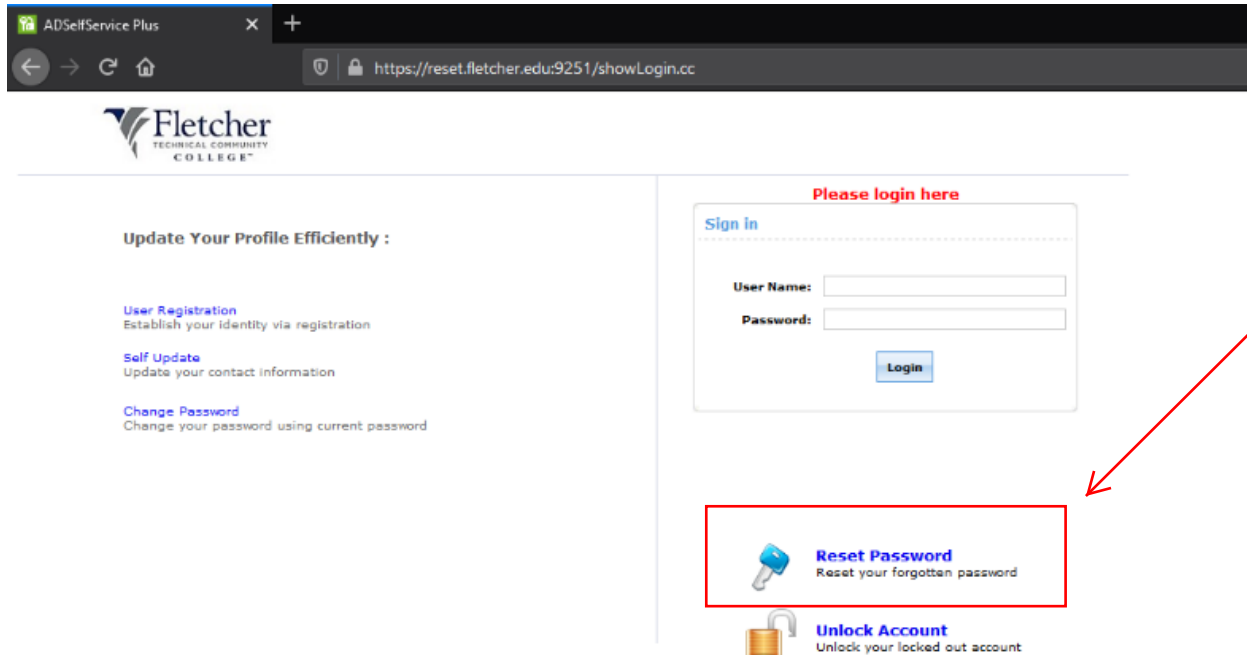 ADSelfService Plus
https://reset.fletcher.edu:9251/showLogin.cc
Fletcher
TECHNICAL COMMUNITY
COLLEGE™
Update Your Profile Efficiently :
User Registration
Establish your identity via registration
Self Update
Update your contact information
Change Password
Change your password using current password
Please login here
Sign in
User Name:
Password:
Login
Reset Password
Reset your forgotten password
Unlock Account
Unlock your locked out account